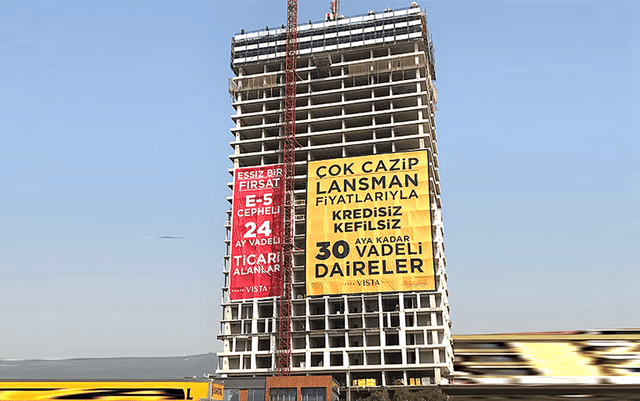 EŞSİZ BİR
FIRSAT
E-5
CEPHELİ
24
AY VADELİ
TİCARİ
ALANLAR
VISTA
ÇOK CAZİP
LANSMAN
FİYATLARIYLA
KREDİSİZ
KEFİLSİZ
30 AYA KADAR
VADELİ
DAİRELER
VISTA